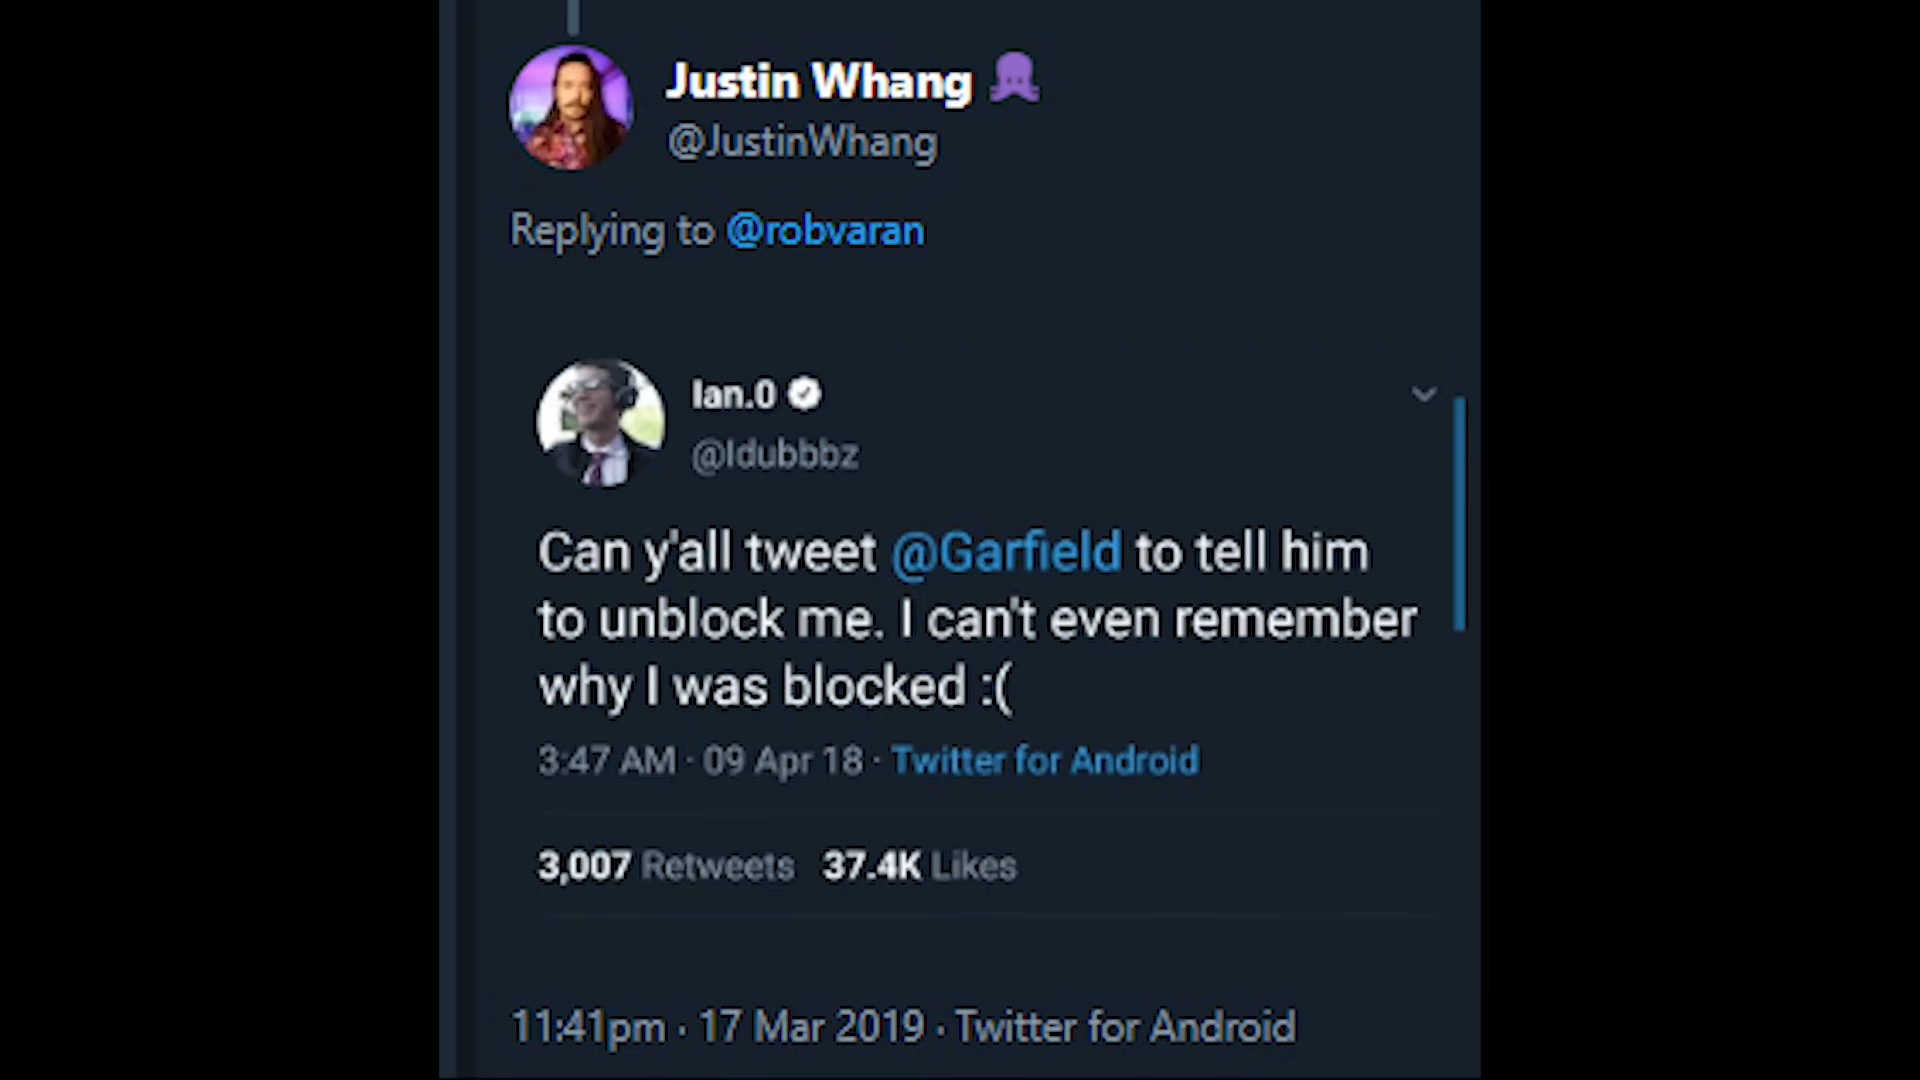 Justin Whang
@JustinWhang
Replying to @robvaran
Ian.0
@Idubbbz
Can y'all tweet @Garfield to tell him
to unblock me. I can't even remember
why I was blocked :(
3:47 AM · 09 Apr 18 · Twitter for Android
3,007 Retweets 37.4K Likes
11:41pm · 17 Mar 2019 · Twitter for Android